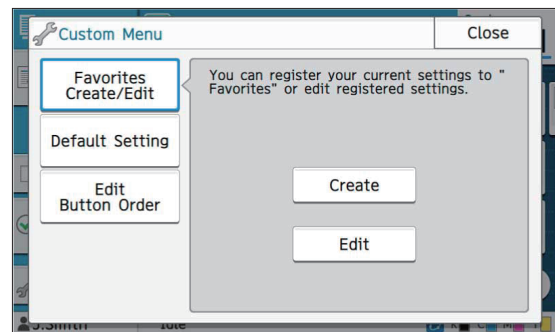 Custom Menu
Close
Favorites
Create/Edit
You can register your current settings to "
Favorites" or edit registered settings.
Default Setting
Edit
Button Order
Create
Edit
J.Smith Idle
K C M Y